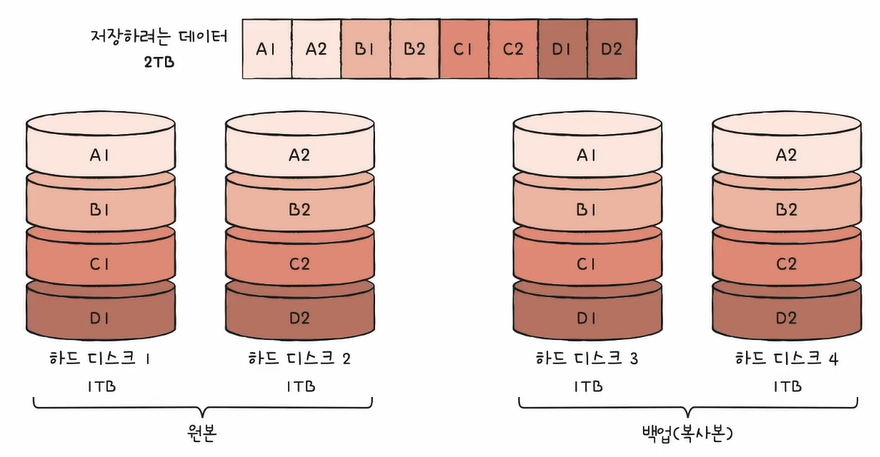 저장하려는 데이터
2TB
A1 A2 B1 B2 C1 C2 D1 D2
A1 A2 A1 A2
B1 B2 B1 B2
C1 C2 C1 C2
D1 D2 D1 D2
하드 디스크 1 하드 디스크 2 하드 디스크 3 하드 디스크 4
1TB 1TB 1TB 1TB
원본 백업(복사본)